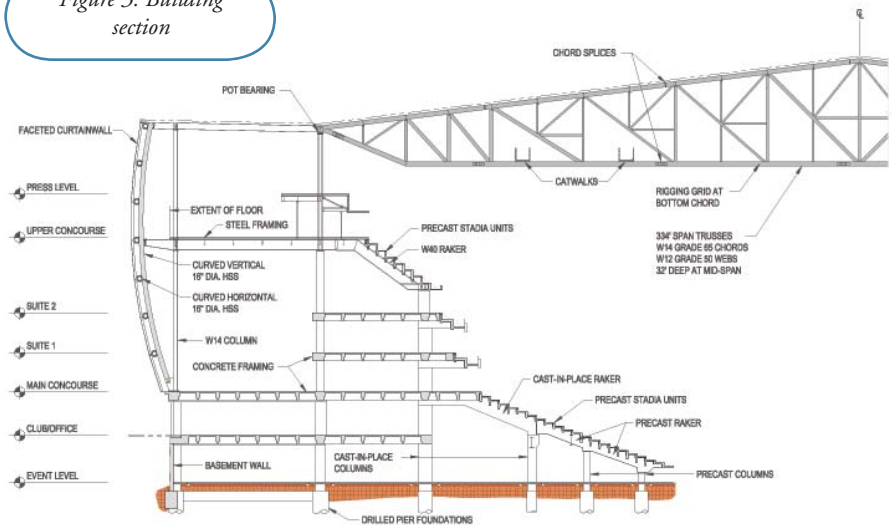 Figure 3. Building
section
℄
CHORD SPLICES
POT BEARING
FACETED CURTAINWALL
CATWALKS
RIGGING GRID AT
BOTTOM CHORD
334' SPAN TRUSSES
W14 GRADE 65 CHORDS
W12 GRADE 50 WEBS
32' DEEP AT MID-SPAN
PRESS LEVEL
EXTENT OF FLOOR
STEEL FRAMING
UPPER CONCOURSE
PRECAST STADIA UNITS
W40 RAKER
CURVED VERTICAL
16" DIA. HSS
CURVED HORIZONTAL
16" DIA. HSS
SUITE 2
W14 COLUMN
SUITE 1
CONCRETE FRAMING
MAIN CONCOURSE
CAST-IN-PLACE RAKER
PRECAST STADIA UNITS
PRECAST RAKER
CLUB/OFFICE
BASEMENT WALL
CAST-IN-PLACE
COLUMNS
PRECAST COLUMNS
EVENT LEVEL
DRILLED PIER FOUNDATIONS